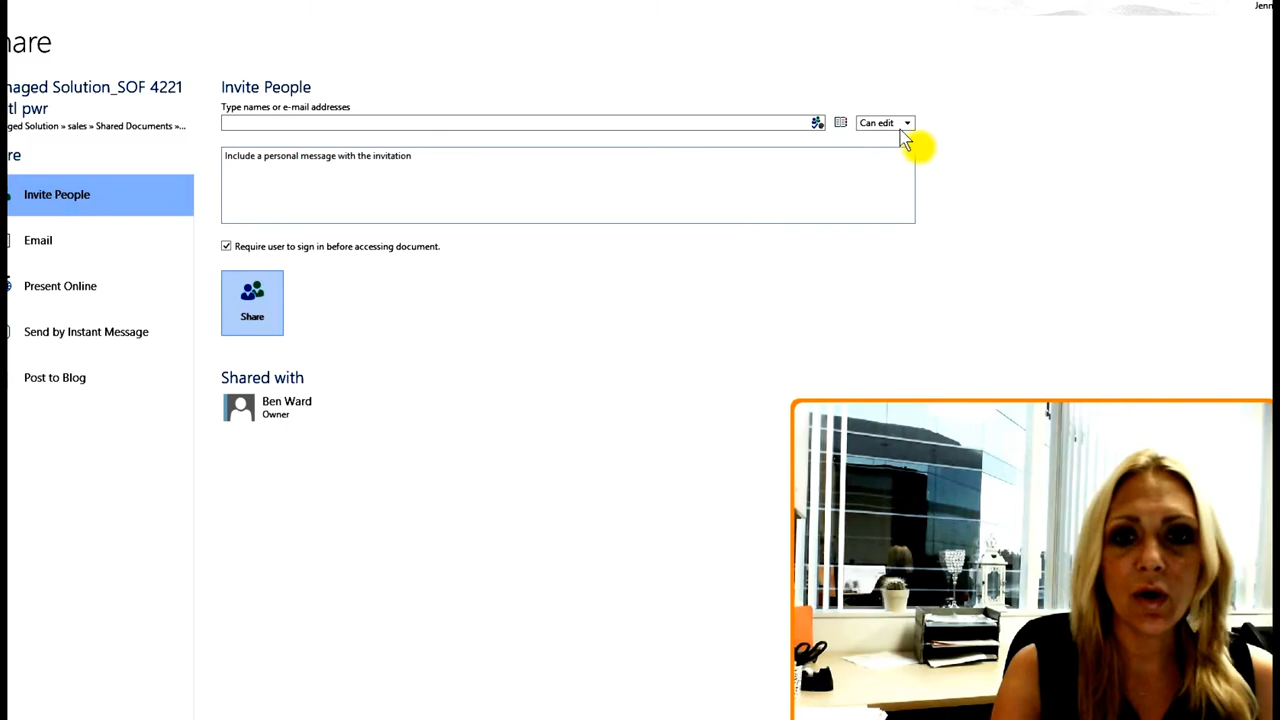 Jenn
hare
naged Solution_SOF 4221
tl pwr
ged Solution » sales » Shared Documents »...
re
Invite People
Email
Present Online
Send by Instant Message
Post to Blog
Invite People
Type names or e-mail addresses
Can edit
Include a personal message with the invitation
Require user to sign in before accessing document.
Share
Shared with
Ben Ward
Owner